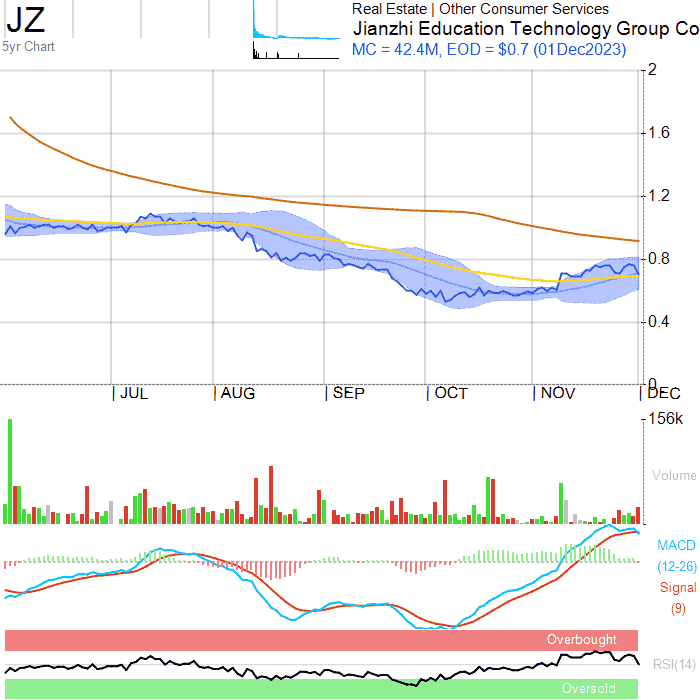 JZ
5yr Chart
Real Estate | Other Consumer Services
Jianzhi Education Technology Group Co
MC = 42.4M, EOD = $0.7 (01Dec2023)
2
1.6
1.2
0.8
0.4
0
| JUL | AUG | SEP | OCT | NOV | DEC
156k
Volume
MACD
(12-26)
Signal
(9)
Overbought
RSI(14)
Oversold